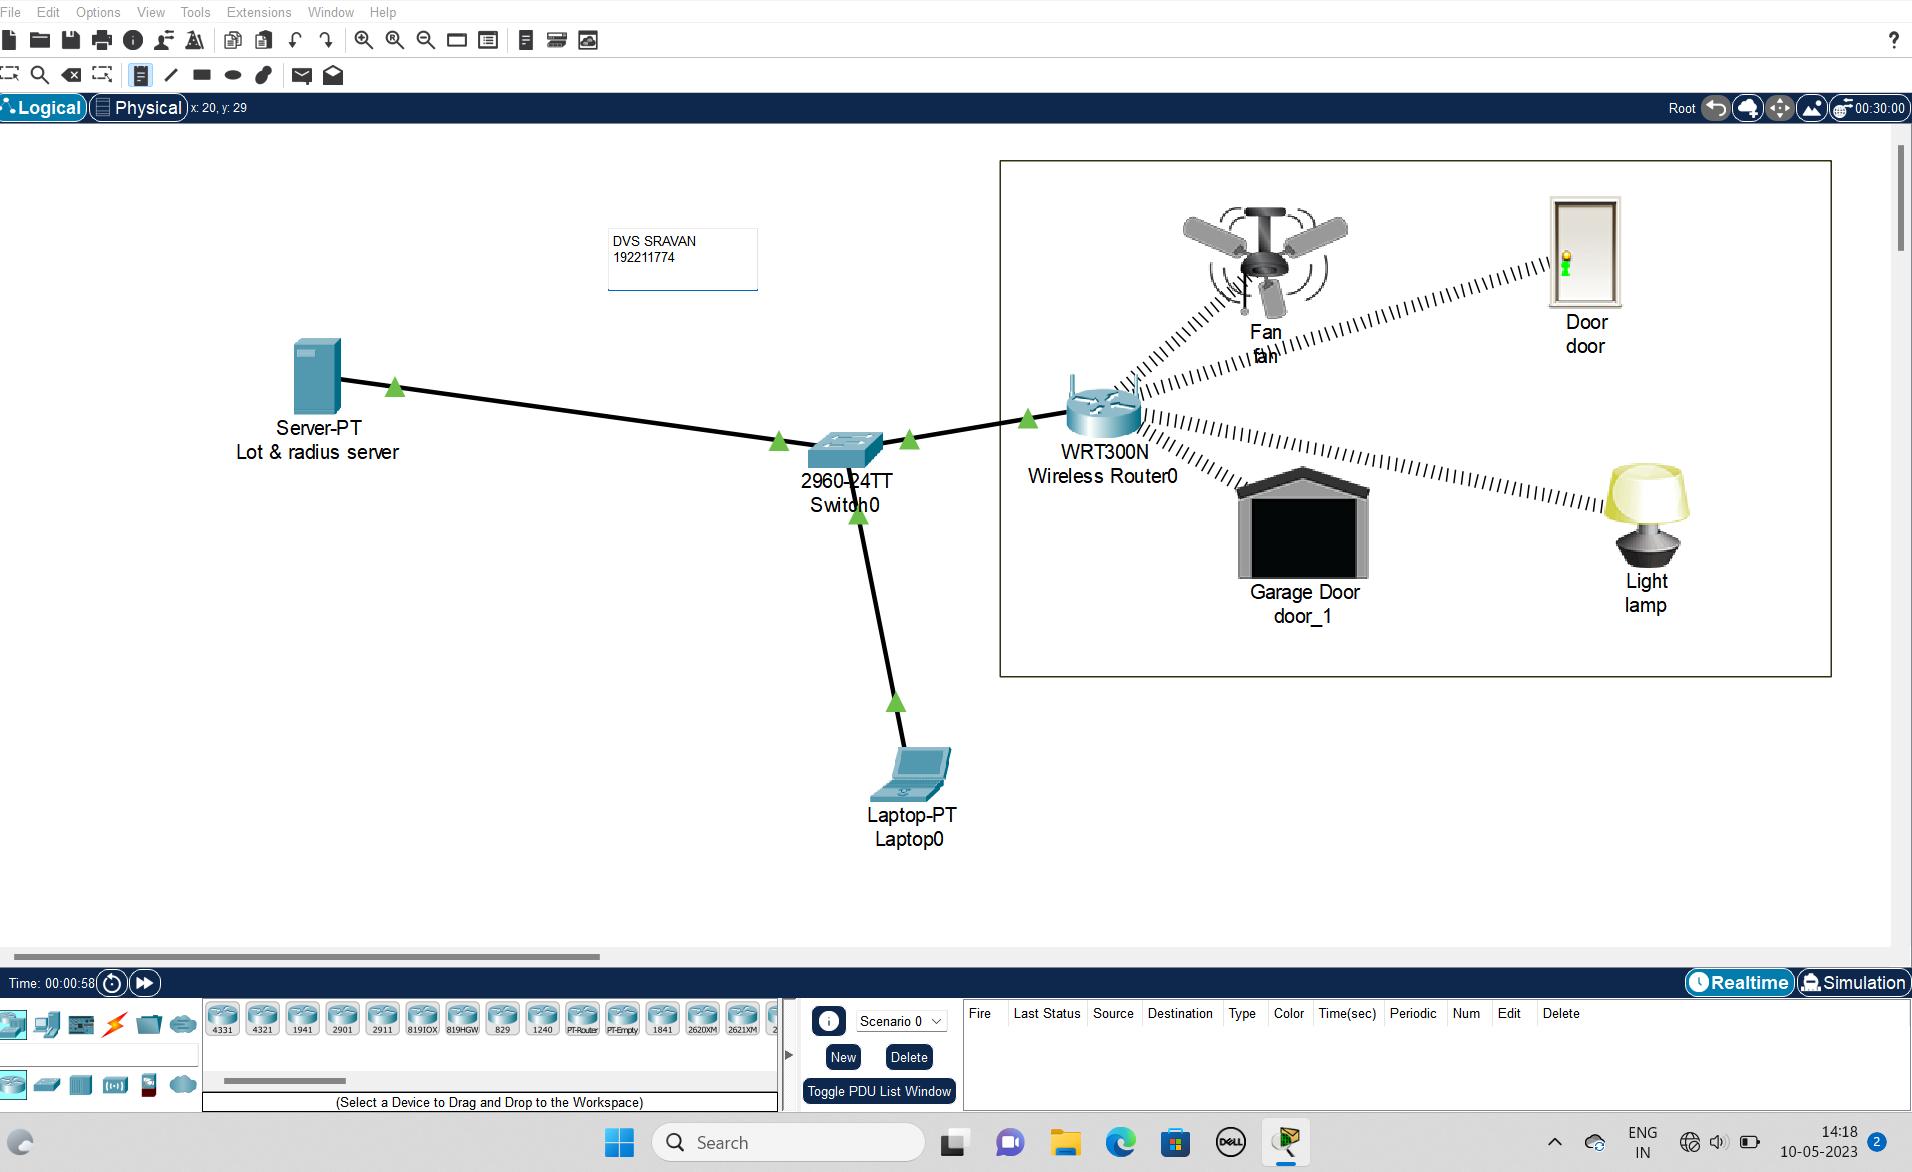 File Edit Options View Tools Extensions Window Help
?
Logical Physical x: 20, y: 29 Root 00:30:00
DVS SRAVAN
192211774
Fan
fan
Door
door
Server-PT
Lot & radius server
2960-24TT
Switch0
WRT300N
Wireless Router0
Garage Door
door_1
Light
lamp
Laptop-PT
Laptop0
Time: 00:00:58 Realtime Simulation
4331 4321 1941 2901 2911 819IOX 819HGW 829 1240 PT-Router PT-Empty 1841 2620XM 2621XM 2
(Select a Device to Drag and Drop to the Workspace)
Scenario 0
New Delete
Toggle PDU List Window
Fire Last Status Source Destination Type Color Time(sec) Periodic Num Edit Delete
Search
DELL
ENG
IN
14:18
10-05-2023
2